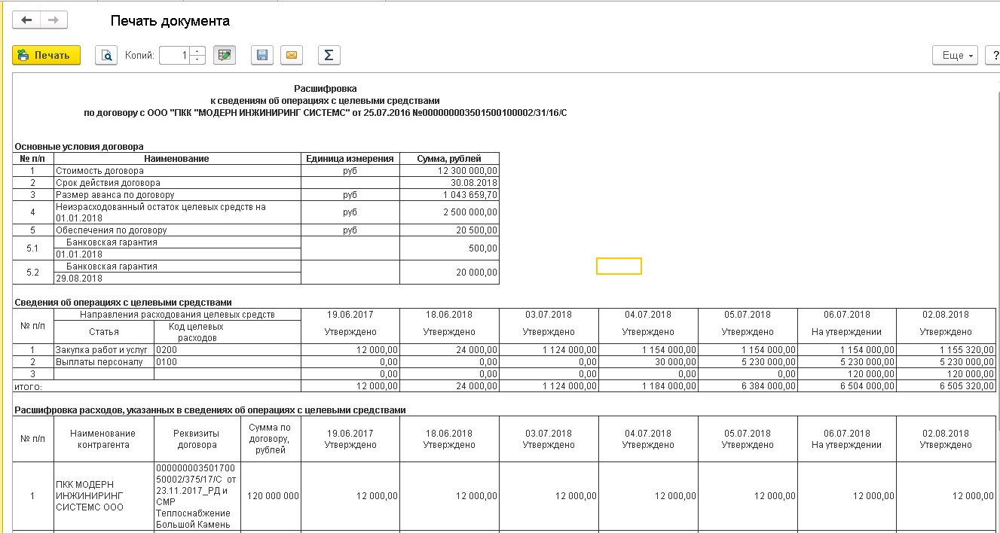 Печать документа
Печать Копий: 1 Σ Еще ?
Расшифровка
к сведениям об операциях с целевыми средствами
по договору с ООО "ПКК "МОДЕРН ИНЖИНИРИНГ СИСТЕМС" от 25.07.2016 №000000003501500100002/31/16/С
Основные условия договора
№ п/п Наименование Единица измерения Сумма, рублей
1 Стоимость договора руб 12 300 000,00
2 Срок действия договора 30.08.2018
3 Размер аванса по договору руб 1 043 659,70
4 Неизрасходованный остаток целевых средств на
01.01.2018 руб 2 500 000,00
5 Обеспечения по договору руб 20 500,00
5.1 Банковская гарантия
01.01.2018 500,00
5.2 Банковская гарантия
29.08.2018 20 000,00
Сведения об операциях с целевыми средствами
№ п/п Направления расходования целевых средств 19.06.2017 18.06.2018 03.07.2018 04.07.2018 05.07.2018 06.07.2018 02.08.2018
Статья Код целевых Утверждено Утверждено Утверждено Утверждено Утверждено На утверждении Утверждено
расходов
1 Закупка работ и услуг 0200 12 000,00 24 000,00 1 124 000,00 1 154 000,00 1 154 000,00 1 154 000,00 1 155 320,00
2 Выплаты персоналу 0100 0,00 0,00 0,00 30 000,00 5 230 000,00 5 230 000,00 5 230 000,00
3 0,00 0,00 0,00 0,00 0,00 120 000,00 120 000,00
итого: 12 000,00 24 000,00 1 124 000,00 1 184 000,00 6 384 000,00 6 504 000,00 6 505 320,00
Расшифровка расходов, указанных в сведениях об операциях с целевыми средствами
№ п/п Наименование
контрагента Реквизиты
договора Сумма по
договору,
рублей 19.06.2017 18.06.2018 03.07.2018 04.07.2018 05.07.2018 06.07.2018 02.08.2018
Утверждено Утверждено Утверждено Утверждено Утверждено На утверждении Утверждено
1 ПКК МОДЕРН
ИНЖИНИРИНГ
СИСТЕМС ООО
000000003501700
50002/375/17/С от
23.11.2017_РД и
СМР
Теплоснабжение
Большой Камень
120 000 000 12 000,00 12 000,00 12 000,00 12 000,00 12 000,00 12 000,00 12 000,00